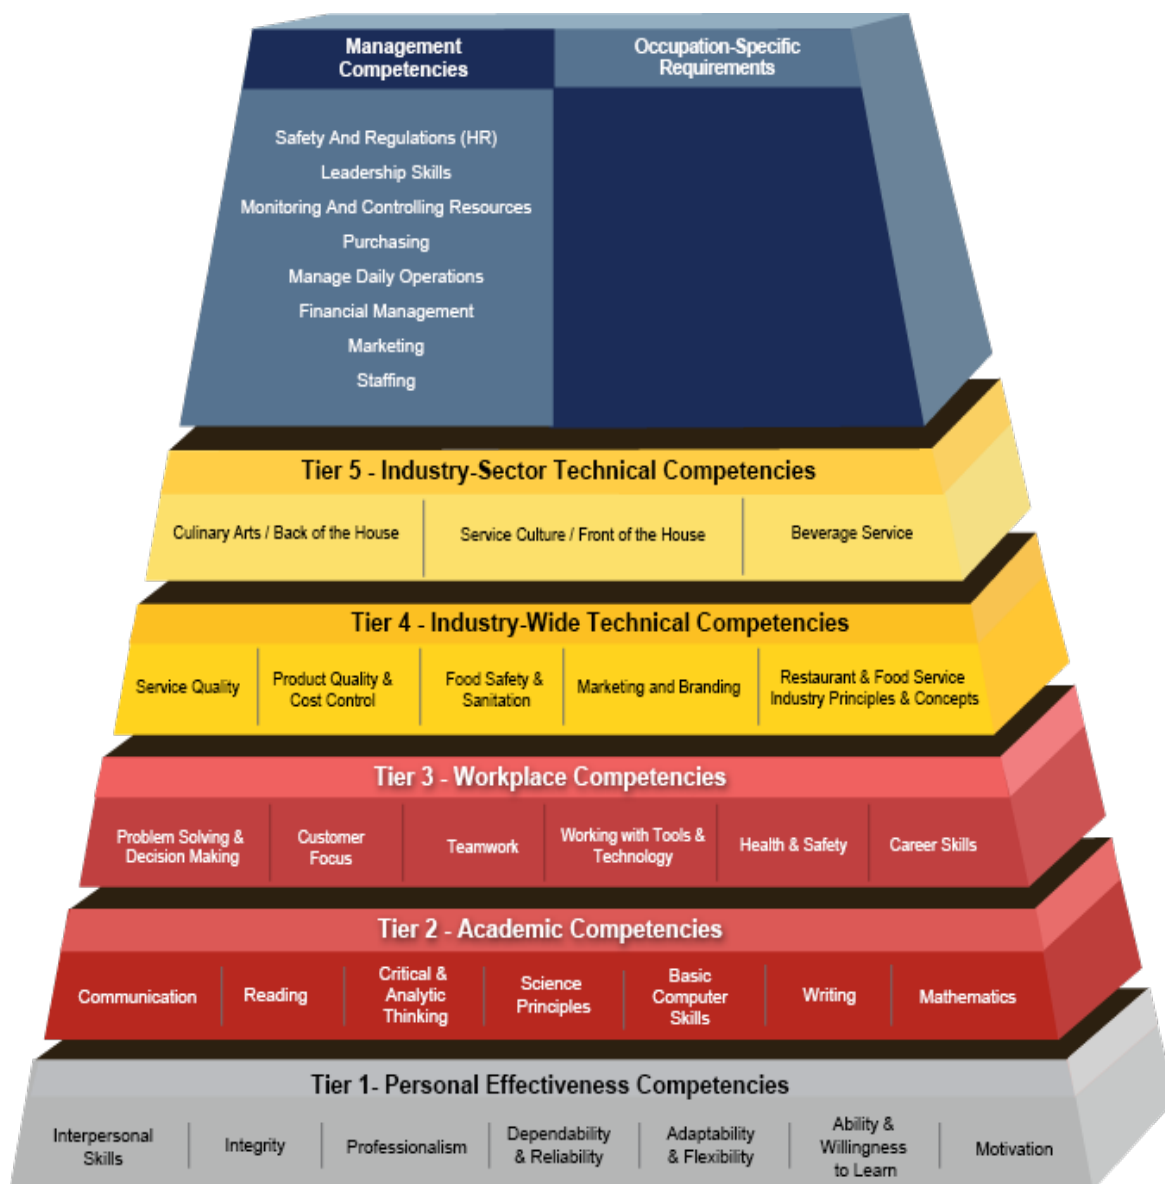 Management
Competencies
Occupation-Specific
Requirements
Safety And Regulations (HR)
Leadership Skills
Monitoring And Controlling Resources
Purchasing
Manage Daily Operations
Financial Management
Marketing
Staffing
Tier 5 - Industry-Sector Technical Competencies
Culinary Arts / Back of the House
Service Culture / Front of the House
Beverage Service
Tier 4 - Industry-Wide Technical Competencies
Service Quality
Product Quality &
Cost Control
Food Safety &
Sanitation
Marketing and Branding
Restaurant & Food Service
Industry Principles & Concepts
Tier 3 - Workplace Competencies
Problem Solving &
Decision Making
Customer
Focus
Teamwork
Working with Tools &
Technology
Health & Safety
Career Skills
Tier 2 - Academic Competencies
Communication
Reading
Critical &
Analytic
Thinking
Science
Principles
Basic
Computer
Skills
Writing
Mathematics
Tier 1- Personal Effectiveness Competencies
Interpersonal
Skills
Integrity
Professionalism
Dependability
& Reliability
Adaptability
& Flexibility
Ability &
Willingness
to Learn
Motivation